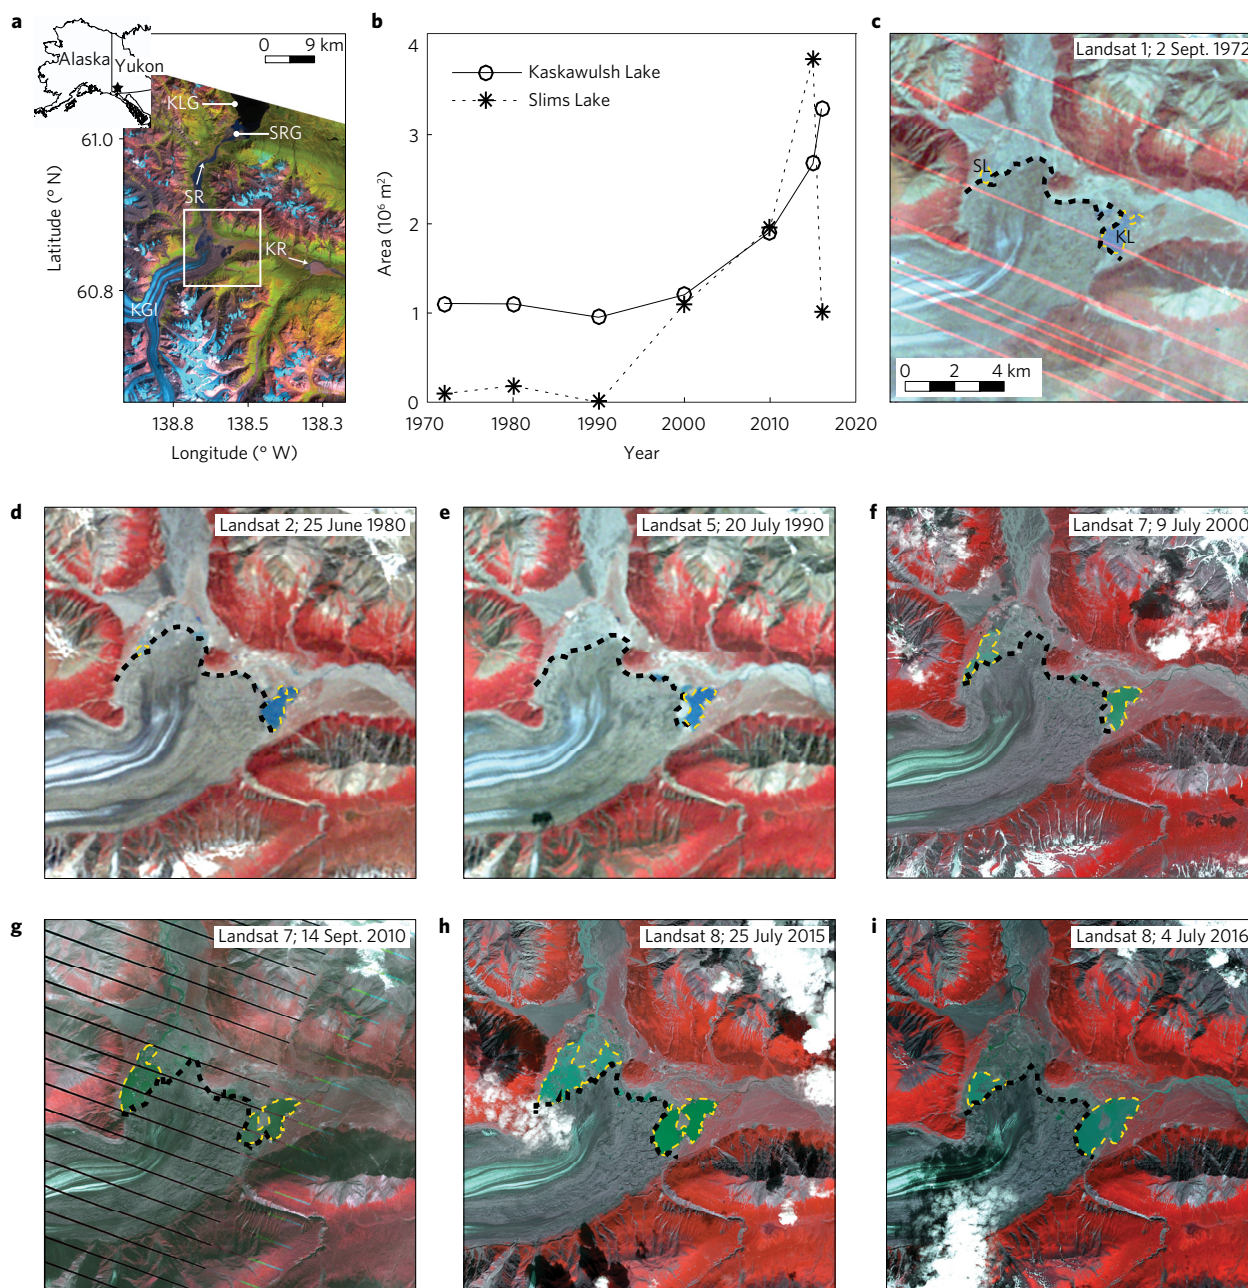 a
Alaska
Yukon
0 9 km
KLG
SRG
SR
KR
KGl
61.0
60.8
Latitude (° N)
138.8 138.5 138.3
Longitude (° W)
b
Kaskawulsh Lake
Slims Lake
4
3
2
1
0
Area (10⁶ m²)
1970 1980 1990 2000 2010 2020
Year
c
Landsat 1; 2 Sept. 1972
SL
KL
0 2 4 km
d
Landsat 2; 25 June 1980
e
Landsat 5; 20 July 1990
f
Landsat 7; 9 July 2000
g
Landsat 7; 14 Sept. 2010
h
Landsat 8; 25 July 2015
i
Landsat 8; 4 July 2016